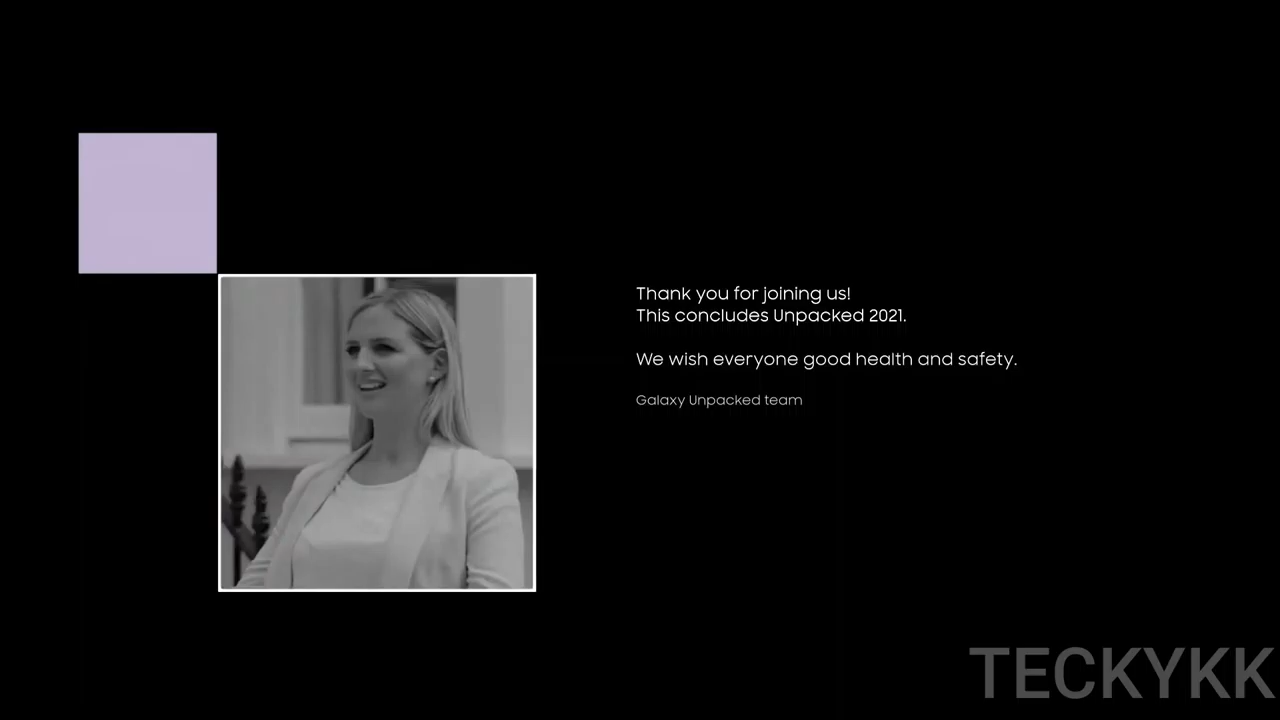 Thank you for joining us!
This concludes Unpacked 2021.
We wish everyone good health and safety.
Galaxy Unpacked team
TECKYKK